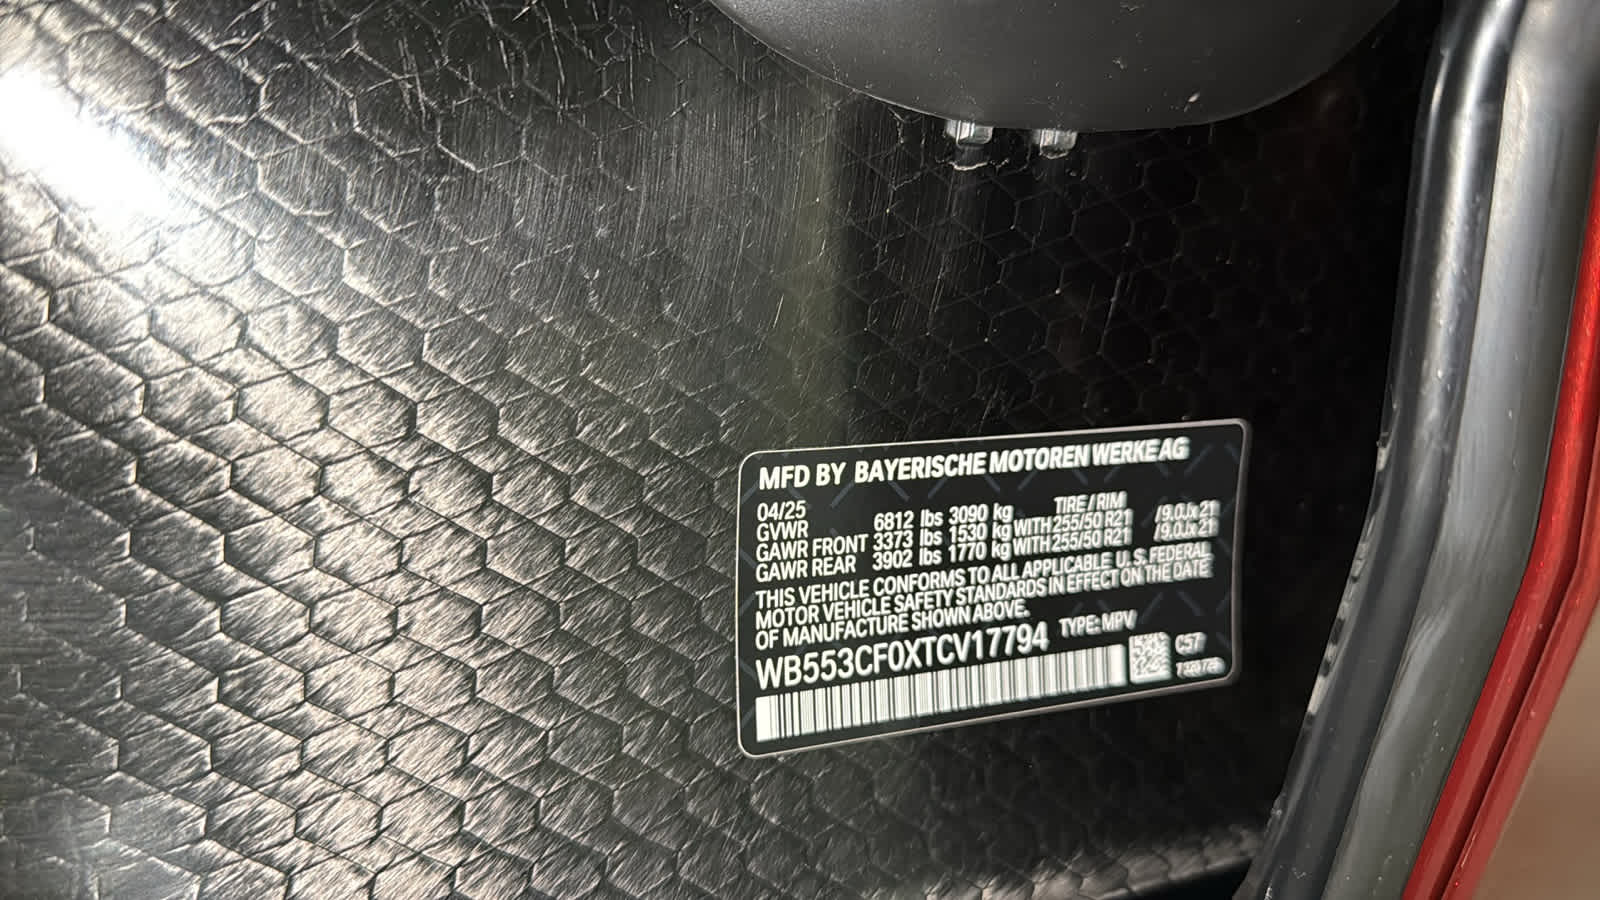 MFD BY BAYERISCHE MOTOREN WERKE AG
04/25 TIRE / RIM
GVWR 6812 lbs 3090 kg
GAWR FRONT 3373 lbs 1530 kg WITH 255/50 R21 /9.0Jx21
GAWR REAR 3902 lbs 1770 kg WITH 255/50 R21 /9.0Jx21
THIS VEHICLE CONFORMS TO ALL APPLICABLE U.S. FEDERAL
MOTOR VEHICLE SAFETY STANDARDS IN EFFECT ON THE DATE
OF MANUFACTURE SHOWN ABOVE.
WB553CF0XTCV17794 TYPE: MPV
C57